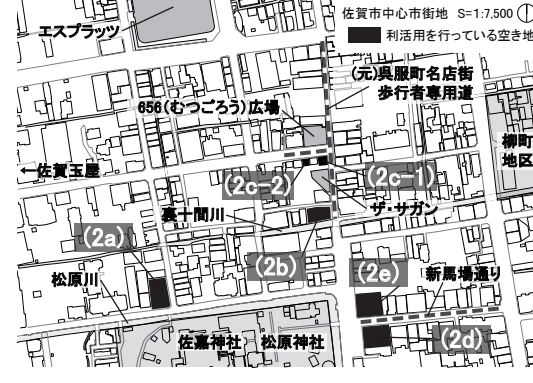 佐賀市中心市街地 S=1:7,500
利活用を行っている空き地
エスプラッツ
(元)呉服町名店街
歩行者専用道
656(むつごろう)広場
柳町
地区
←佐賀玉屋
(2c-2)
(2c-1)
裏十間川
ザ・サガン
(2a)
(2b)
(2e)
新馬場通り
松原川
佐嘉神社
松原神社
(2d)